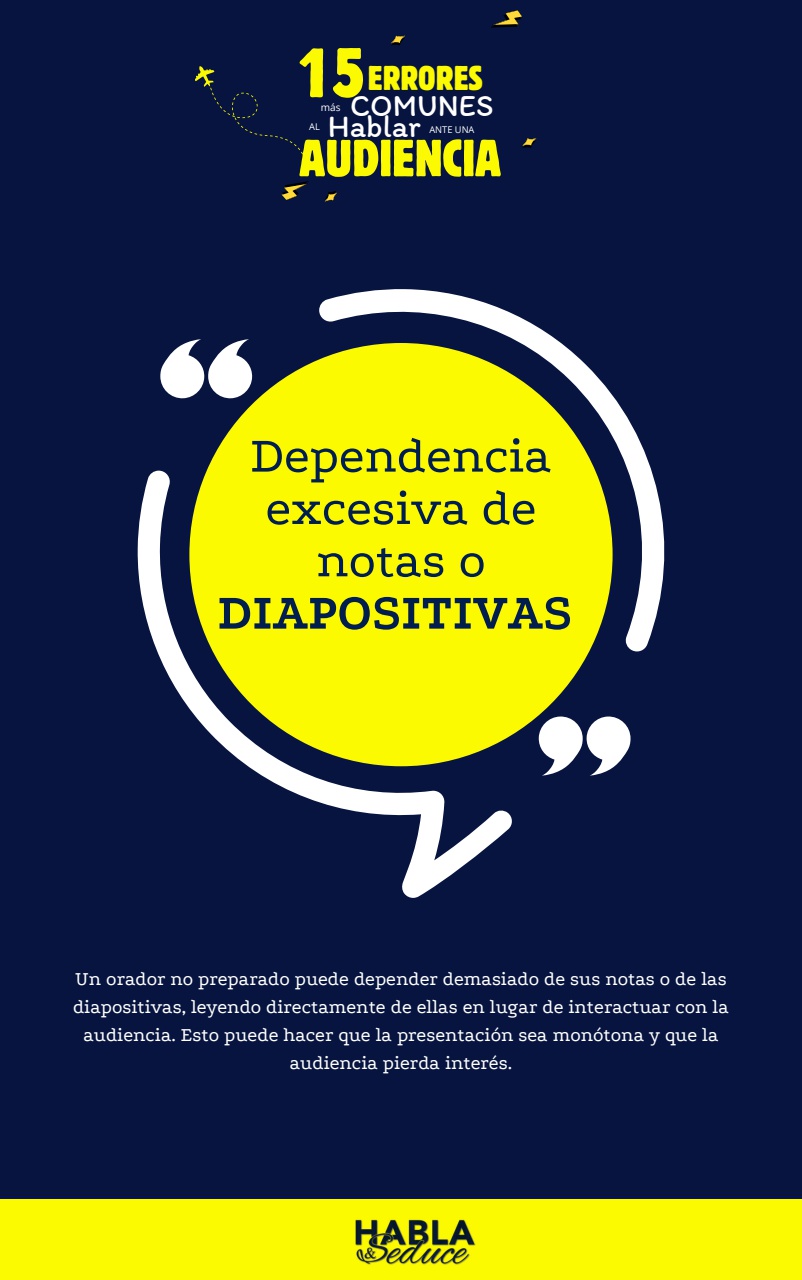 15 ERRORES
más COMUNES
AL Hablar ANTE UNA
AUDIENCIA
Dependencia
excesiva de
notas o
DIAPOSITIVAS
Un orador no preparado puede depender demasiado de sus notas o de las
diapositivas, leyendo directamente de ellas en lugar de interactuar con la
audiencia. Esto puede hacer que la presentación sea monótona y que la
audiencia pierda interés.
HABLA
&Seduce